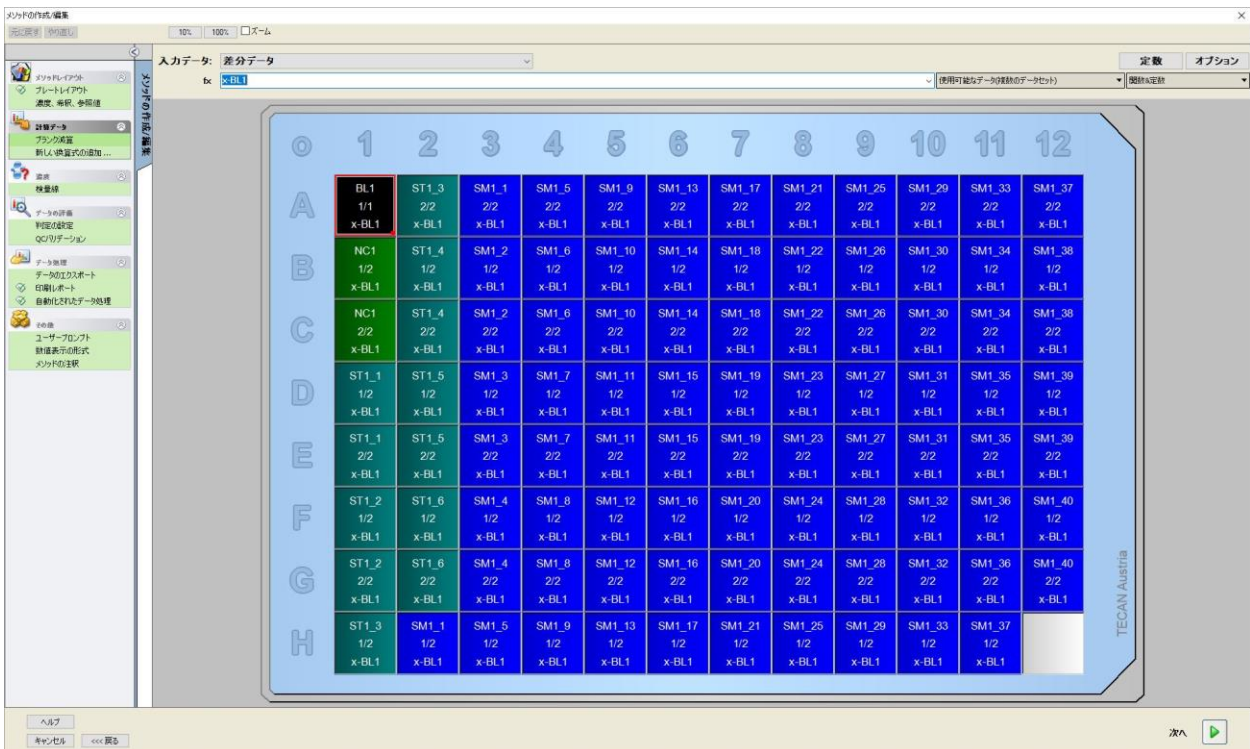 メソッドの作成/編集
元に戻す やり直し 10% 100% ズーム
入力データ: 差分データ 定数 オプション
fx x-BL1 使用可能なデータ(複数のデータセット) 関数&定数
メソッドの作成/編集
メソッドレイアウト
プレートレイアウト
濃度、希釈、参照値
計算データ
ブランク減算
新しい換算式の追加 ...
濃度
検量線
データの評価
判定の設定
QCバリデーション
データ処理
データのエクスポート
印刷レポート
自動化されたデータ処理
その他
ユーザープロンプト
数値表示の形式
メソッドの注釈
1 2 3 4 5 6 7 8 9 10 11 12
A
BL1 ST1_3 SM1_1 SM1_5 SM1_9 SM1_13 SM1_17 SM1_21 SM1_25 SM1_29 SM1_33 SM1_37
1/1 2/2 2/2 2/2 2/2 2/2 2/2 2/2 2/2 2/2 2/2 2/2
x-BL1 x-BL1 x-BL1 x-BL1 x-BL1 x-BL1 x-BL1 x-BL1 x-BL1 x-BL1 x-BL1 x-BL1
B
NC1 ST1_4 SM1_2 SM1_6 SM1_10 SM1_14 SM1_18 SM1_22 SM1_26 SM1_30 SM1_34 SM1_38
1/2 1/2 1/2 1/2 1/2 1/2 1/2 1/2 1/2 1/2 1/2 1/2
x-BL1 x-BL1 x-BL1 x-BL1 x-BL1 x-BL1 x-BL1 x-BL1 x-BL1 x-BL1 x-BL1 x-BL1
C
NC1 ST1_4 SM1_2 SM1_6 SM1_10 SM1_14 SM1_18 SM1_22 SM1_26 SM1_30 SM1_34 SM1_38
2/2 2/2 2/2 2/2 2/2 2/2 2/2 2/2 2/2 2/2 2/2 2/2
x-BL1 x-BL1 x-BL1 x-BL1 x-BL1 x-BL1 x-BL1 x-BL1 x-BL1 x-BL1 x-BL1 x-BL1
D
ST1_1 ST1_5 SM1_3 SM1_7 SM1_11 SM1_15 SM1_19 SM1_23 SM1_27 SM1_31 SM1_35 SM1_39
1/2 1/2 1/2 1/2 1/2 1/2 1/2 1/2 1/2 1/2 1/2 1/2
x-BL1 x-BL1 x-BL1 x-BL1 x-BL1 x-BL1 x-BL1 x-BL1 x-BL1 x-BL1 x-BL1 x-BL1
E
ST1_1 ST1_5 SM1_3 SM1_7 SM1_11 SM1_15 SM1_19 SM1_23 SM1_27 SM1_31 SM1_35 SM1_39
2/2 2/2 2/2 2/2 2/2 2/2 2/2 2/2 2/2 2/2 2/2 2/2
x-BL1 x-BL1 x-BL1 x-BL1 x-BL1 x-BL1 x-BL1 x-BL1 x-BL1 x-BL1 x-BL1 x-BL1
F
ST1_2 ST1_6 SM1_4 SM1_8 SM1_12 SM1_16 SM1_20 SM1_24 SM1_28 SM1_32 SM1_36 SM1_40
1/2 1/2 1/2 1/2 1/2 1/2 1/2 1/2 1/2 1/2 1/2 1/2
x-BL1 x-BL1 x-BL1 x-BL1 x-BL1 x-BL1 x-BL1 x-BL1 x-BL1 x-BL1 x-BL1 x-BL1
G
ST1_2 ST1_6 SM1_4 SM1_8 SM1_12 SM1_16 SM1_20 SM1_24 SM1_28 SM1_32 SM1_36 SM1_40
2/2 2/2 2/2 2/2 2/2 2/2 2/2 2/2 2/2 2/2 2/2 2/2
x-BL1 x-BL1 x-BL1 x-BL1 x-BL1 x-BL1 x-BL1 x-BL1 x-BL1 x-BL1 x-BL1 x-BL1
H
ST1_3 SM1_1 SM1_5 SM1_9 SM1_13 SM1_17 SM1_21 SM1_25 SM1_29 SM1_33 SM1_37
1/2 1/2 1/2 1/2 1/2 1/2 1/2 1/2 1/2 1/2 1/2
x-BL1 x-BL1 x-BL1 x-BL1 x-BL1 x-BL1 x-BL1 x-BL1 x-BL1 x-BL1 x-BL1
TECAN Austria
ヘルプ
キャンセル <<< 戻る
次へ